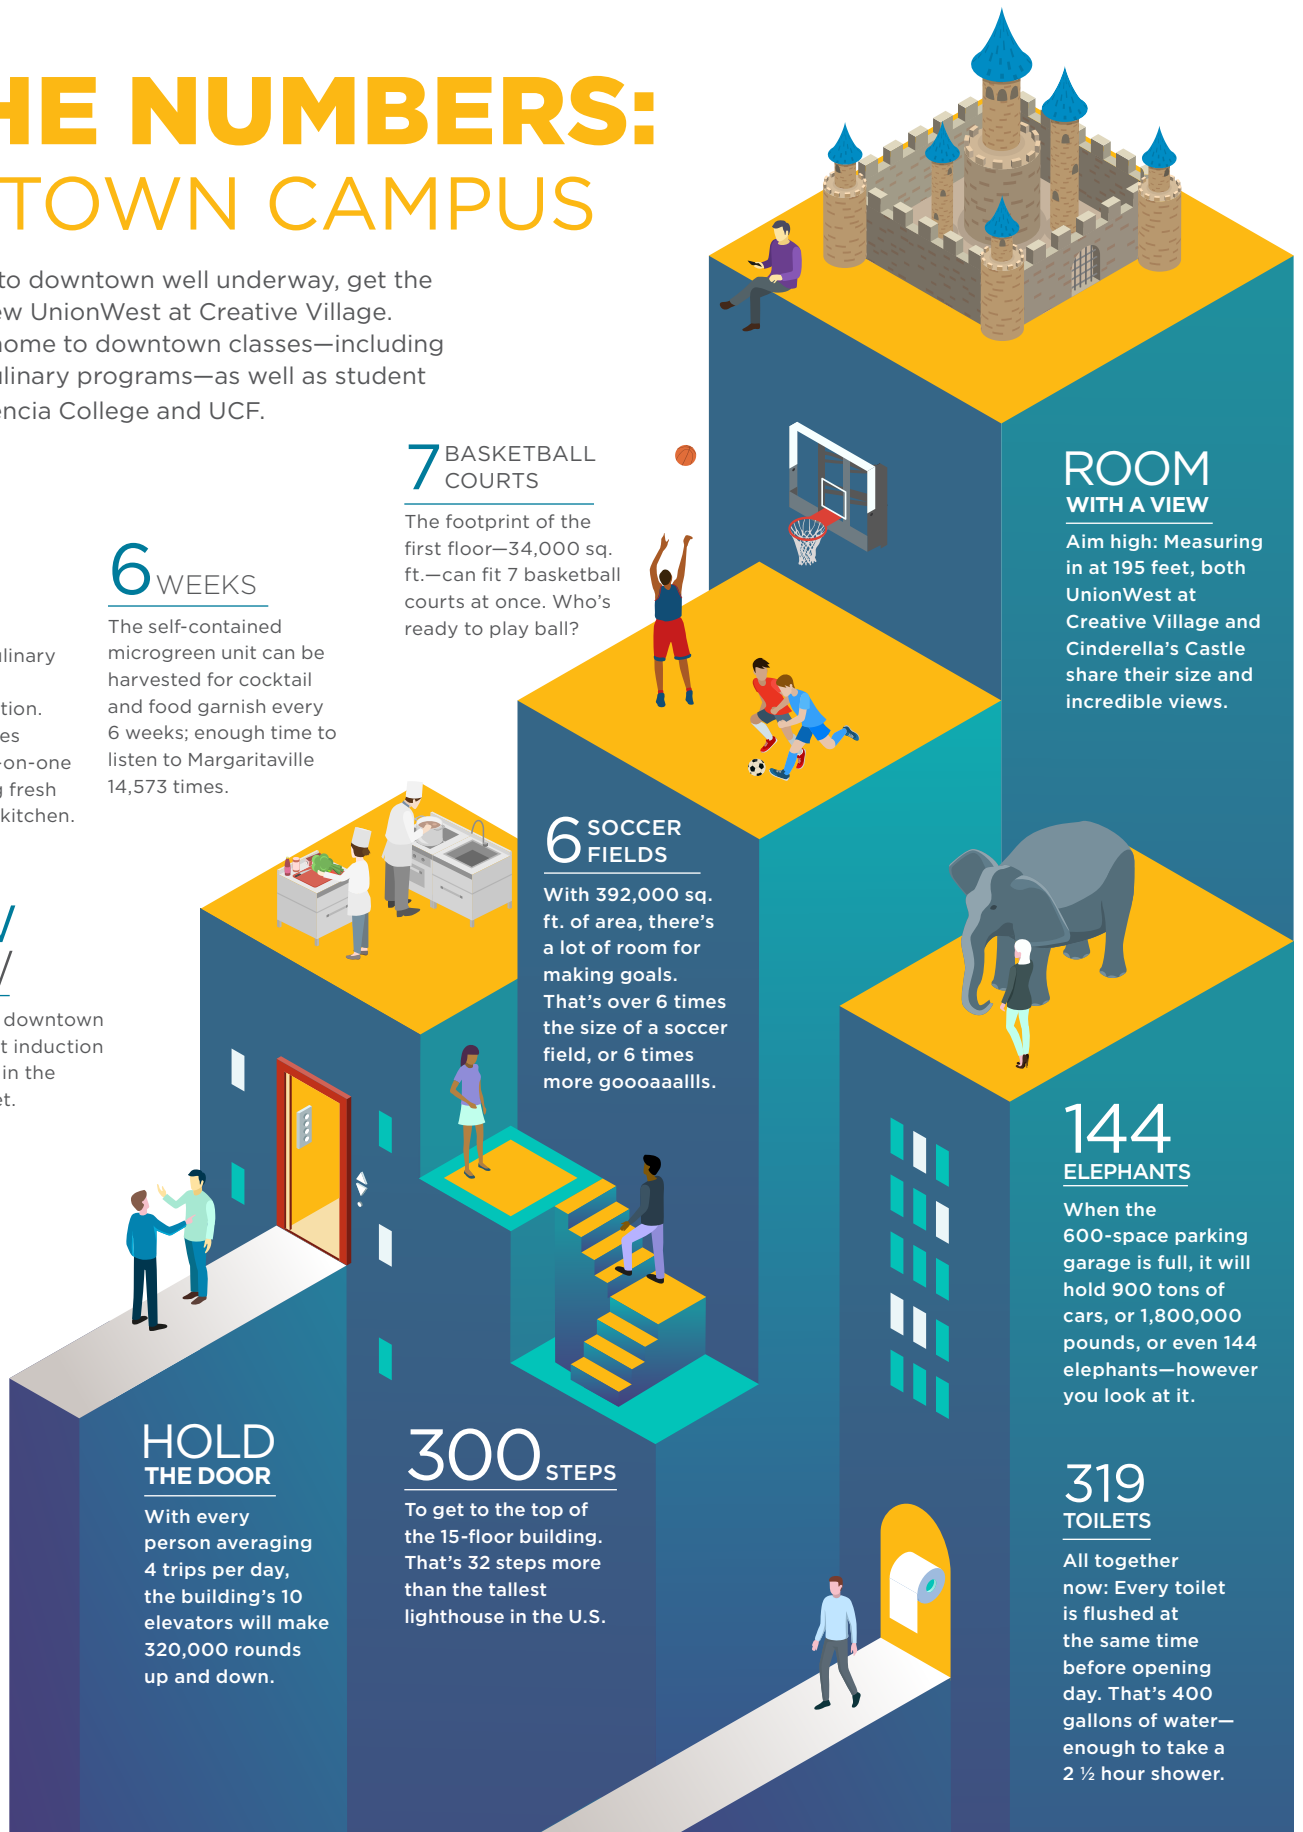 HE NUMBERS:
TOWN CAMPUS
to downtown well underway, get the
ew UnionWest at Creative Village.
home to downtown classes—including
ulinary programs—as well as student
encia College and UCF.
7 BASKETBALL
COURTS
The footprint of the
first floor—34,000 sq.
ft.—can fit 7 basketball
courts at once. Who's
ready to play ball?
6 WEEKS
The self-contained
microgreen unit can be
harvested for cocktail
and food garnish every
6 weeks; enough time to
listen to Margaritaville
14,573 times.
ulinary
tion.
es
-on-one
g fresh
kitchen.
downtown
t induction
in the
et.
ROOM
WITH A VIEW
Aim high: Measuring
in at 195 feet, both
UnionWest at
Creative Village and
Cinderella's Castle
share their size and
incredible views.
6 SOCCER
FIELDS
With 392,000 sq.
ft. of area, there's
a lot of room for
making goals.
That's over 6 times
the size of a soccer
field, or 6 times
more goooaaallls.
144
ELEPHANTS
When the
600-space parking
garage is full, it will
hold 900 tons of
cars, or 1,800,000
pounds, or even 144
elephants—however
you look at it.
HOLD
THE DOOR
With every
person averaging
4 trips per day,
the building's 10
elevators will make
320,000 rounds
up and down.
300 STEPS
To get to the top of
the 15-floor building.
That's 32 steps more
than the tallest
lighthouse in the U.S.
319
TOILETS
All together
now: Every toilet
is flushed at
the same time
before opening
day. That's 400
gallons of water—
enough to take a
2 ½ hour shower.